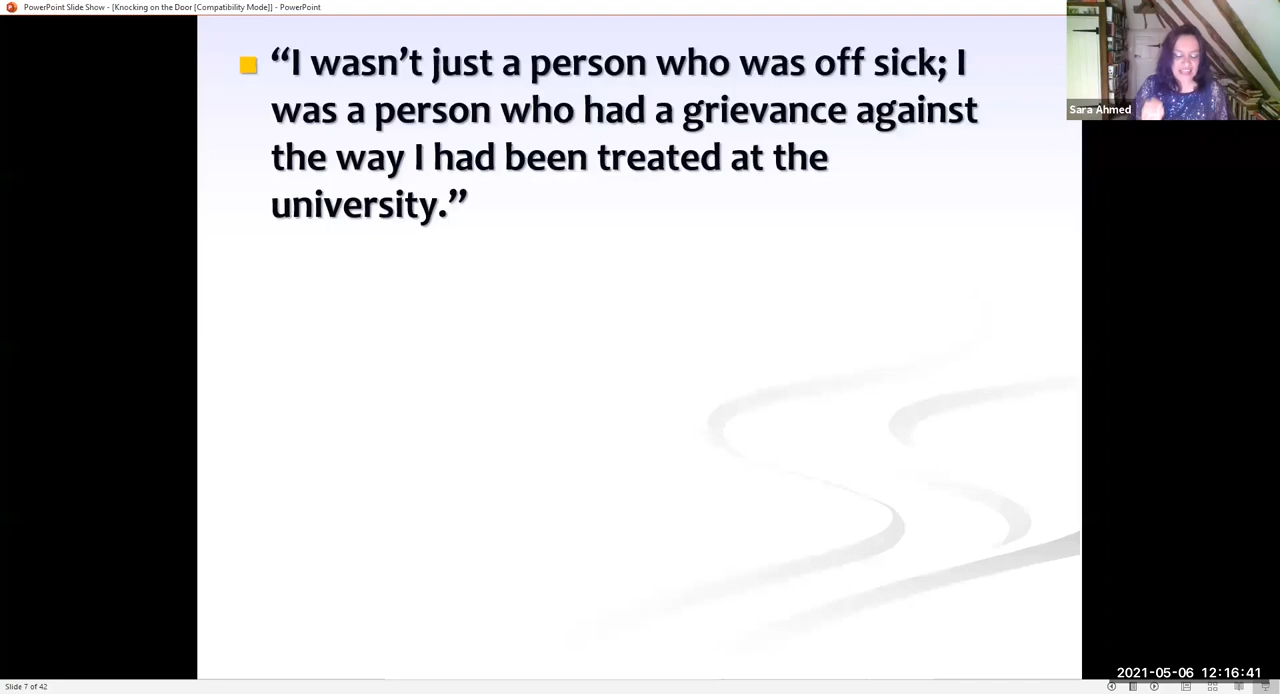 PowerPoint Slide Show - [Knocking on the Door [Compatibility Mode]] - PowerPoint
“I wasn’t just a person who was off sick; I
was a person who had a grievance against
the way I had been treated at the
university.”
Sara Ahmed
2021-05-06 12:16:41
Slide 7 of 42